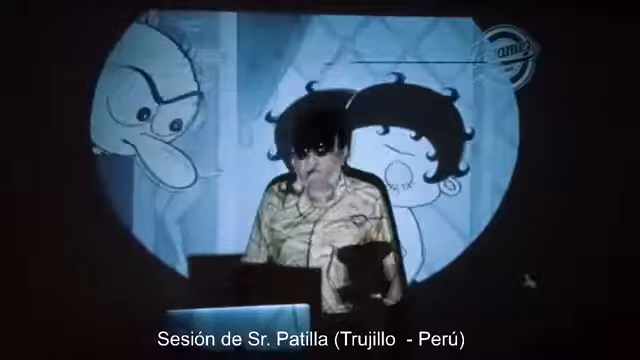 Sesión de Sr. Patilla (Trujillo  - Perú)